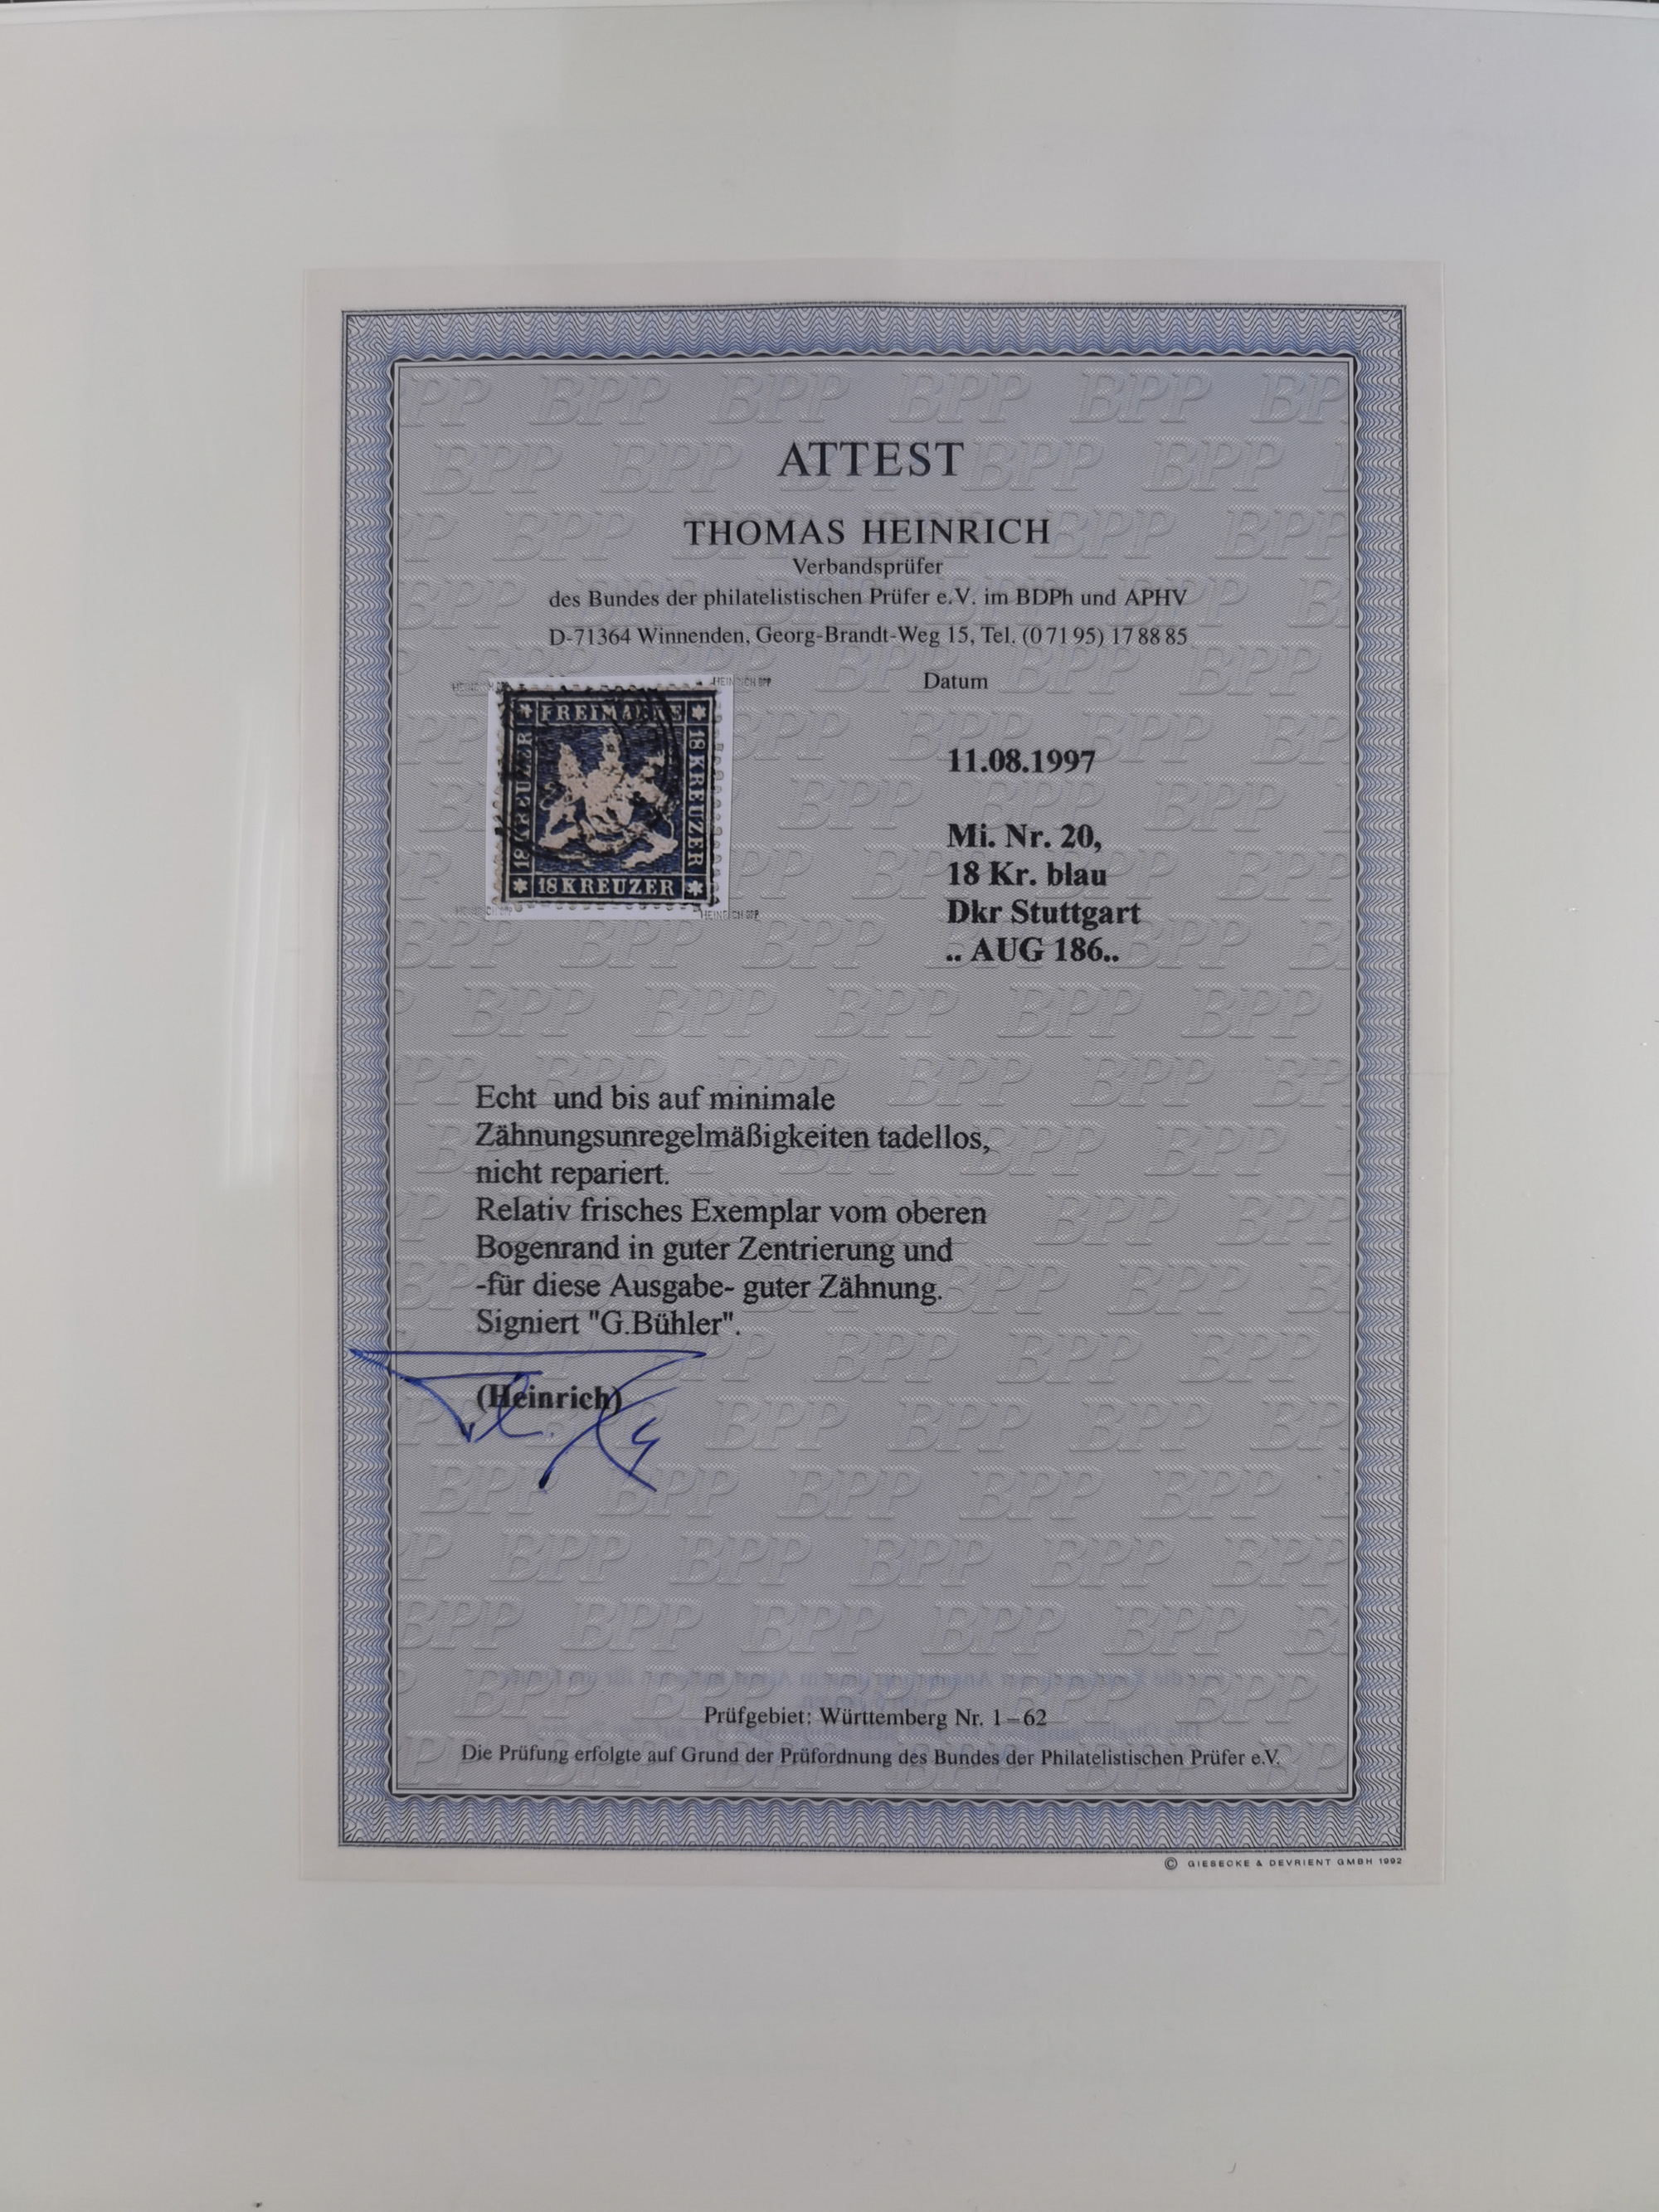 ATTEST
THOMAS HEINRICH
Verbandsprüfer
des Bundes der philatelistischen Prüfer e.V. im BDPh und APHV
D-71364 Winnenden, Georg-Brandt-Weg 15, Tel. (0 71 95) 17 88 85
Datum
HEINRICH BPP
FREIMARKE
18 KREUZER
18 KREUZER
18 KREUZER
HEINRICH BPP
11.08.1997
Mi. Nr. 20,
18 Kr. blau
Dkr Stuttgart
.. AUG 186..
Echt und bis auf minimale
Zähnungsunregelmäßigkeiten tadellos,
nicht repariert.
Relativ frisches Exemplar vom oberen
Bogenrand in guter Zentrierung und
-für diese Ausgabe- guter Zähnung.
Signiert "G.Bühler".
(Heinrich)
Prüfgebiet: Württemberg Nr. 1–62
Die Prüfung erfolgte auf Grund der Prüfordnung des Bundes der Philatelistischen Prüfer e.V.
© GIESECKE & DEVRIENT GMBH 1992